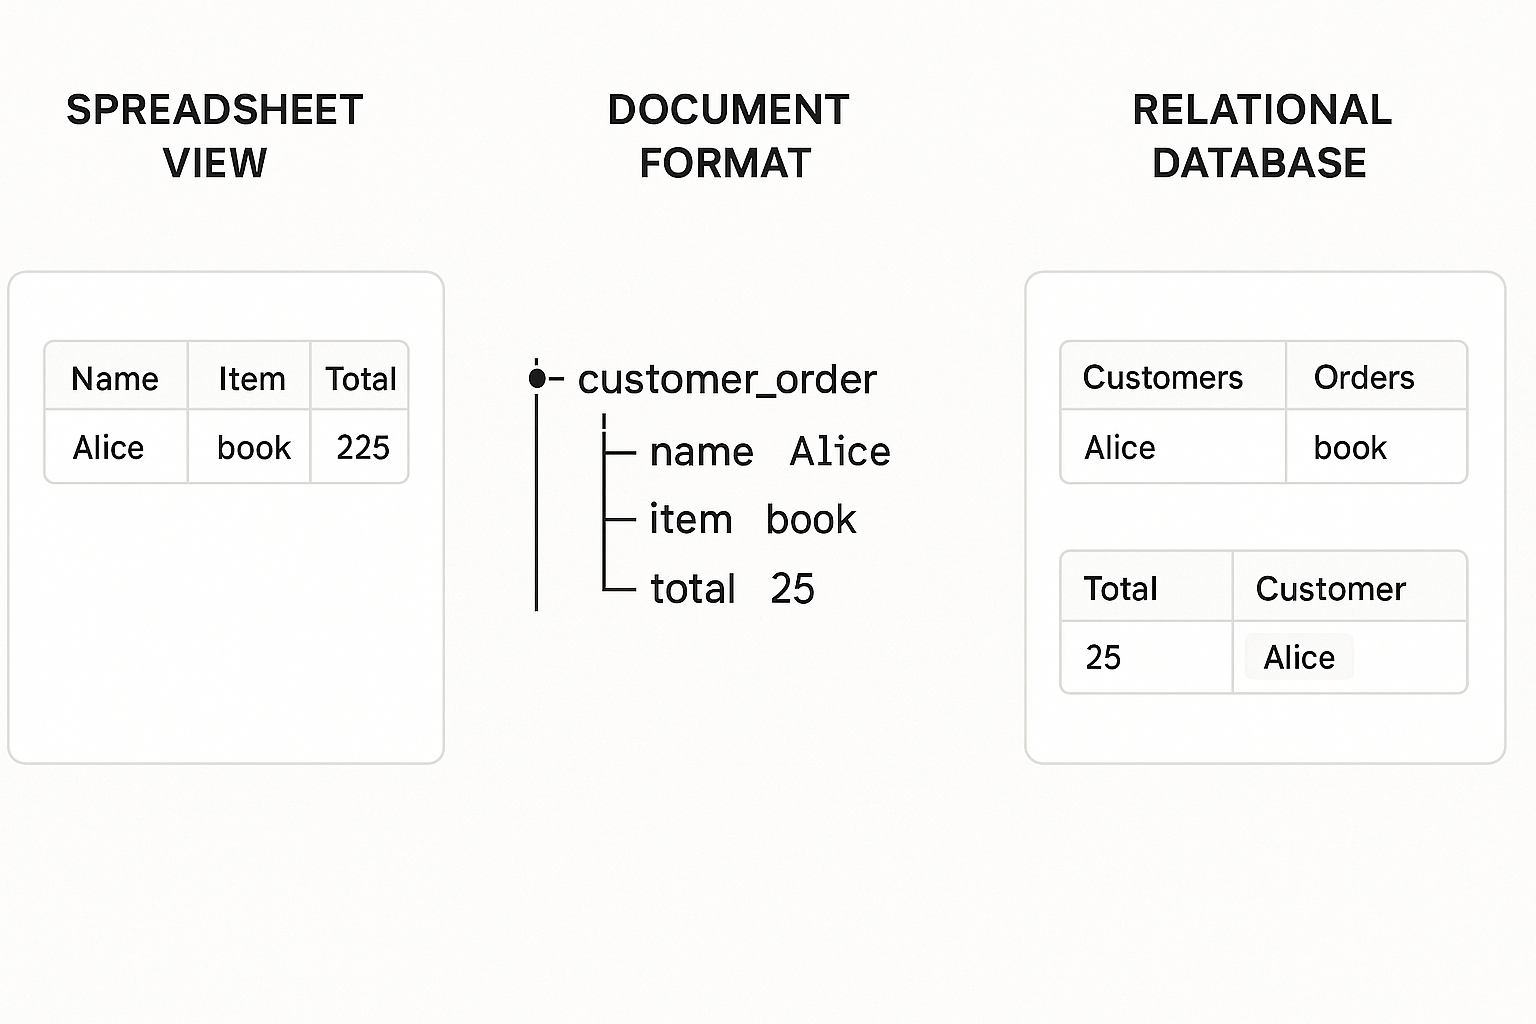 SPREADSHEET
VIEW
Name Item Total
Alice book 225
DOCUMENT
FORMAT
customer_order
name Alice
item book
total 25
RELATIONAL
DATABASE
Customers Orders
Alice book
Total Customer
25 Alice